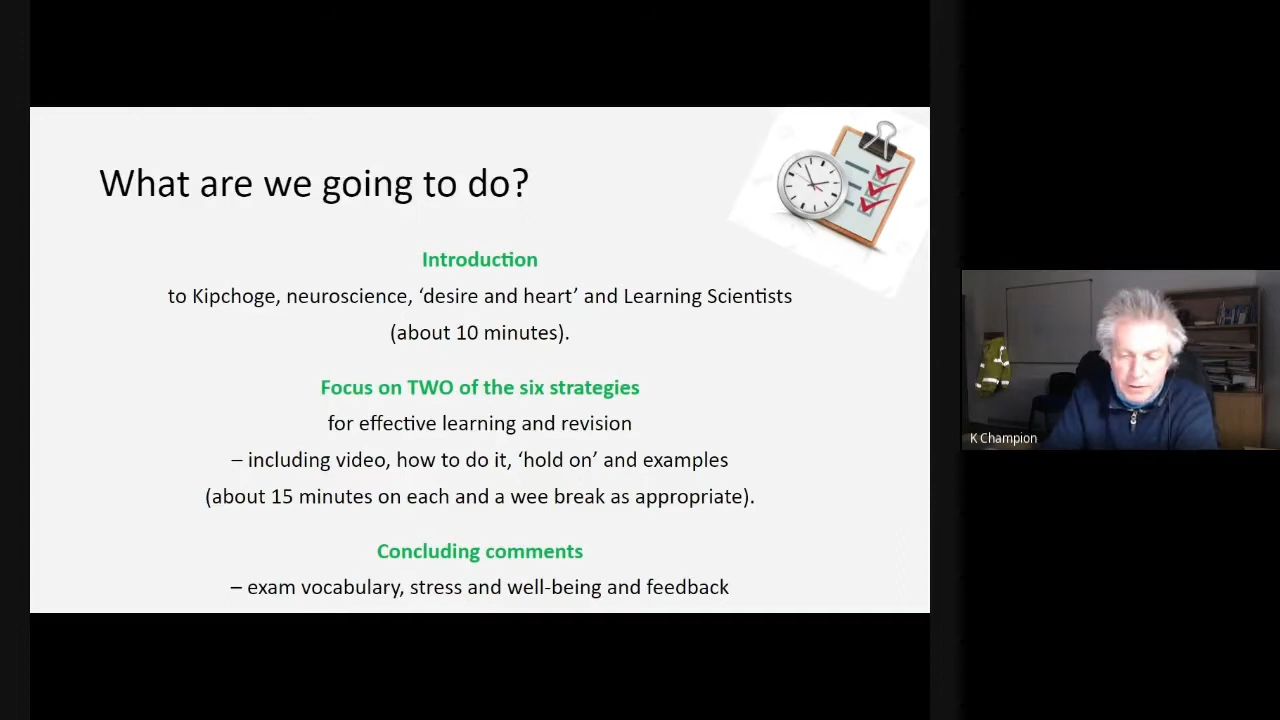 What are we going to do?
Introduction
to Kipchoge, neuroscience, ‘desire and heart’ and Learning Scientists
(about 10 minutes).
Focus on TWO of the six strategies
for effective learning and revision
– including video, how to do it, ‘hold on’ and examples
(about 15 minutes on each and a wee break as appropriate).
Concluding comments
– exam vocabulary, stress and well-being and feedback
K Champion